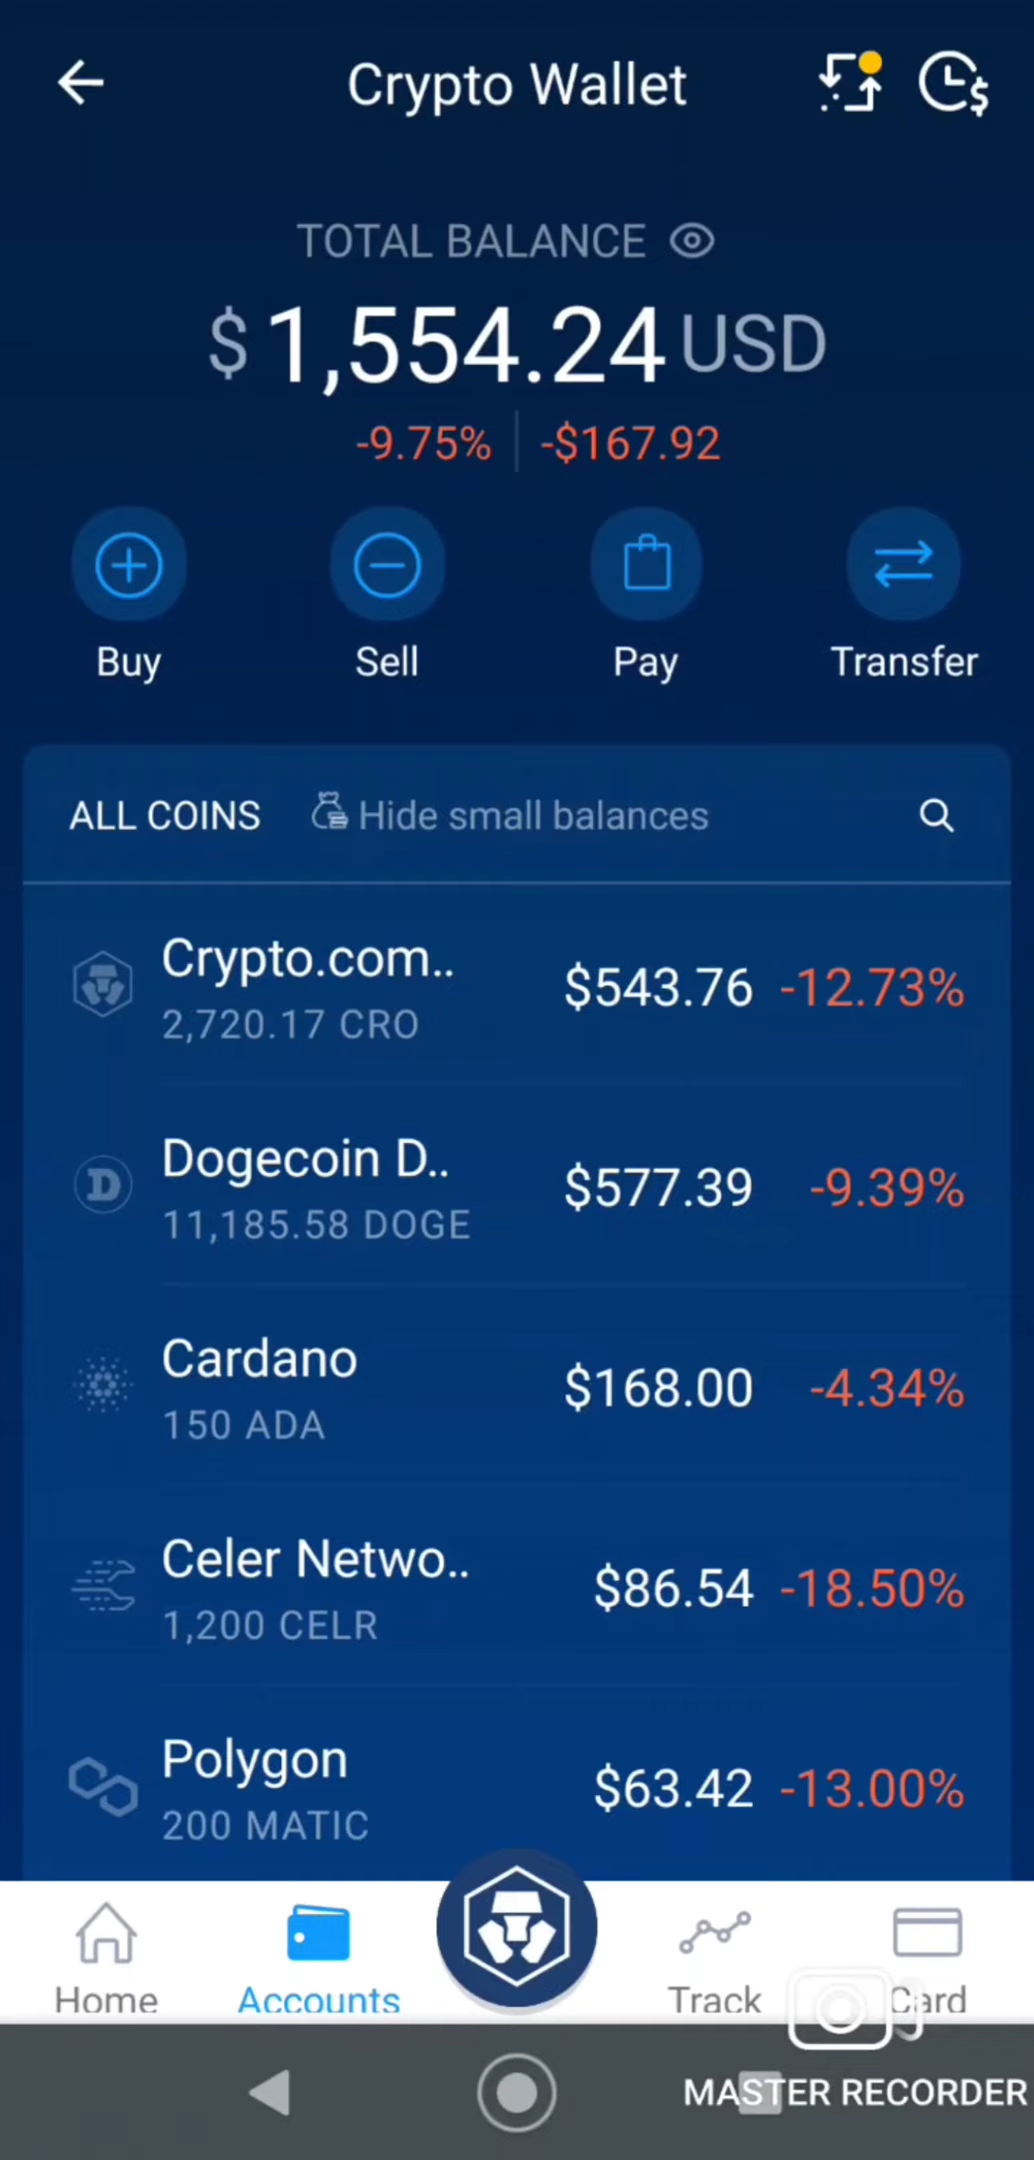 Crypto Wallet
TOTAL BALANCE
$1,554.24 USD
-9.75% -$167.92
Buy Sell Pay Transfer
ALL COINS Hide small balances
Crypto.com..
$543.76 -12.73%
2,720.17 CRO
Dogecoin D..
$577.39 -9.39%
11,185.58 DOGE
Cardano
$168.00 -4.34%
150 ADA
Celer Netwo..
$86.54 -18.50%
1,200 CELR
Polygon
$63.42 -13.00%
200 MATIC
Home Accounts Track Card
MASTER RECORDER